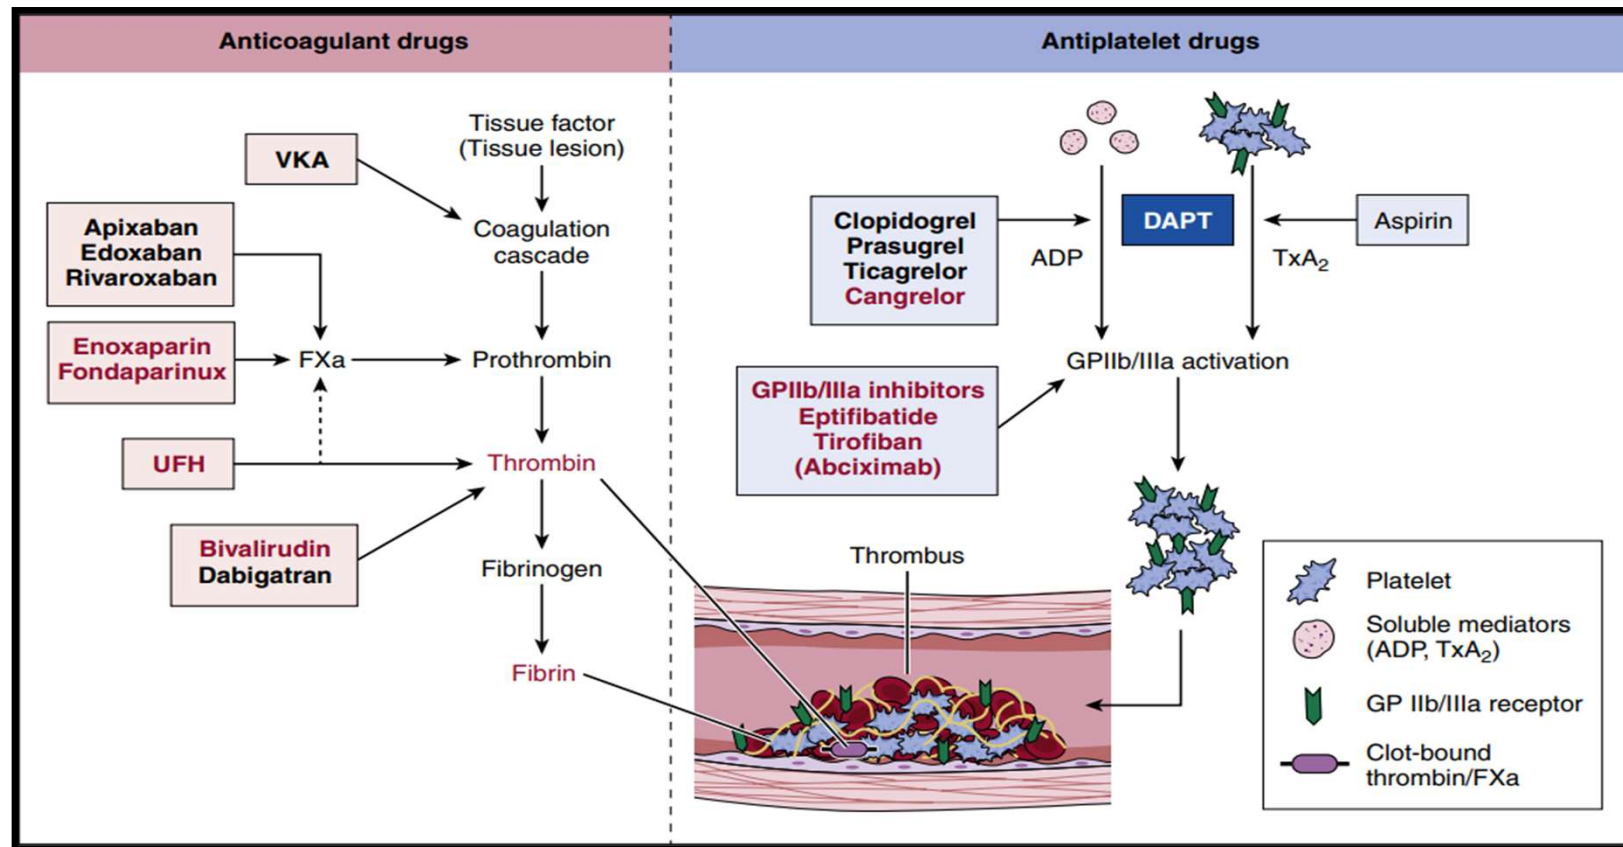 Anticoagulant drugs
Antiplatelet drugs
Tissue factor
(Tissue lesion)
VKA
Coagulation
cascade
Apixaban
Edoxaban
Rivaroxaban
Enoxaparin
Fondaparinux
FXa
Prothrombin
UFH
Thrombin
Bivalirudin
Dabigatran
Fibrinogen
Fibrin
Clopidogrel
Prasugrel
Ticagrelor
Cangrelor
ADP
DAPT
TxA₂
Aspirin
GPIIb/IIIa activation
GPIIb/IIIa inhibitors
Eptifibatide
Tirofiban
(Abciximab)
Thrombus
Platelet
Soluble mediators
(ADP, TxA₂)
GP IIb/IIIa receptor
Clot-bound
thrombin/FXa